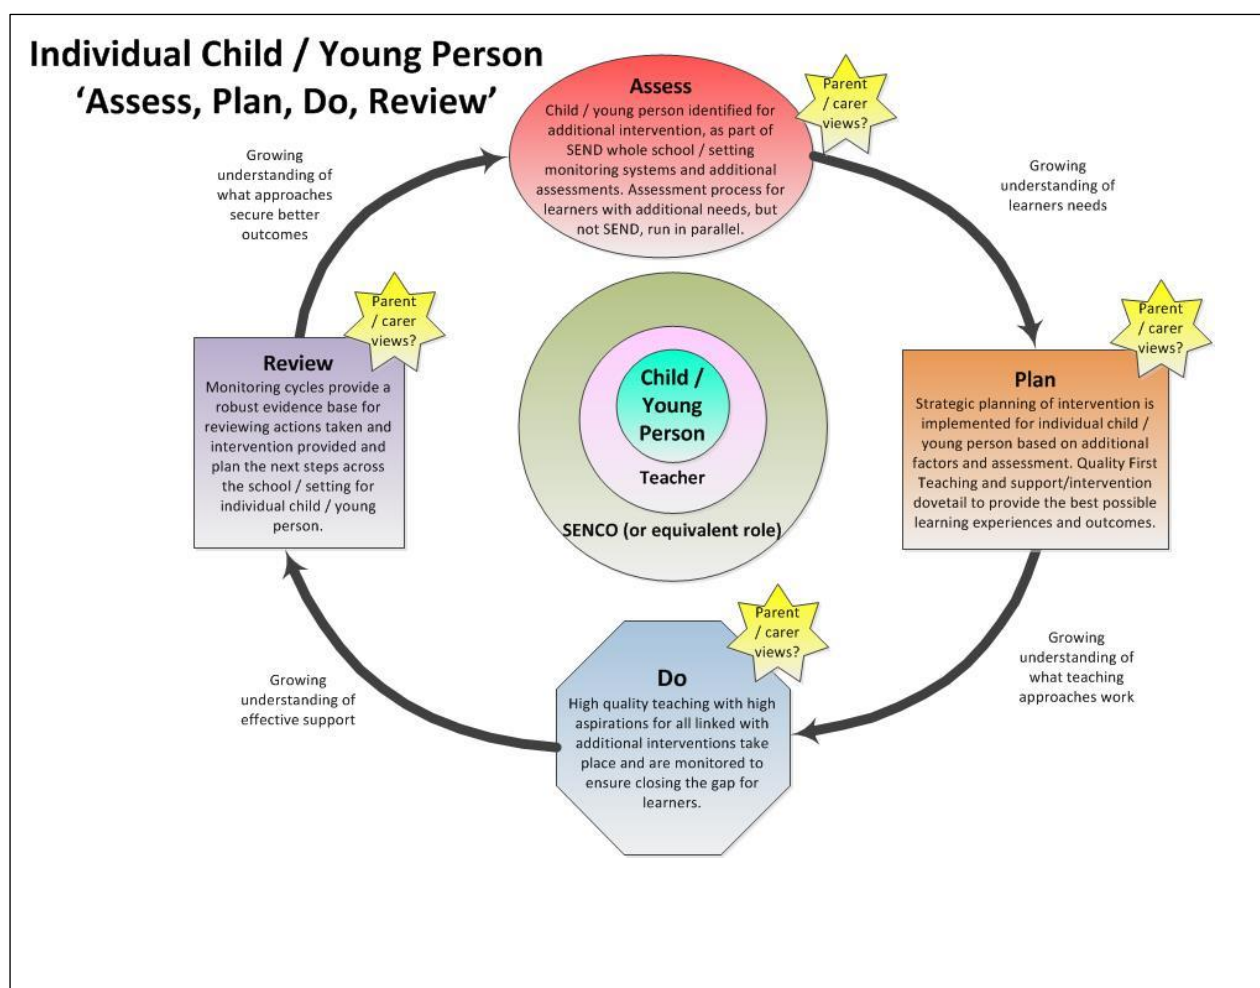 Individual Child / Young Person
‘Assess, Plan, Do, Review’
Assess
Child / young person identified for
additional intervention, as part of
SEND whole school / setting
monitoring systems and additional
assessments. Assessment process for
learners with additional needs, but
not SEND, run in parallel.
Parent
/ carer
views?
Growing
understanding of
learners needs
Parent
/ carer
views?
Plan
Strategic planning of intervention is
implemented for individual child /
young person based on additional
factors and assessment. Quality First
Teaching and support/intervention
dovetail to provide the best possible
learning experiences and outcomes.
Growing
understanding of
what teaching
approaches work
Parent
/ carer
views?
Do
High quality teaching with high
aspirations for all linked with
additional interventions take
place and are monitored to
ensure closing the gap for
learners.
Growing
understanding of
effective support
Parent
/ carer
views?
Review
Monitoring cycles provide a
robust evidence base for
reviewing actions taken and
intervention provided and
plan the next steps across
the school / setting for
individual child / young
person.
Growing
understanding of
what approaches
secure better
outcomes
Child /
Young
Person
Teacher
SENCO (or equivalent role)